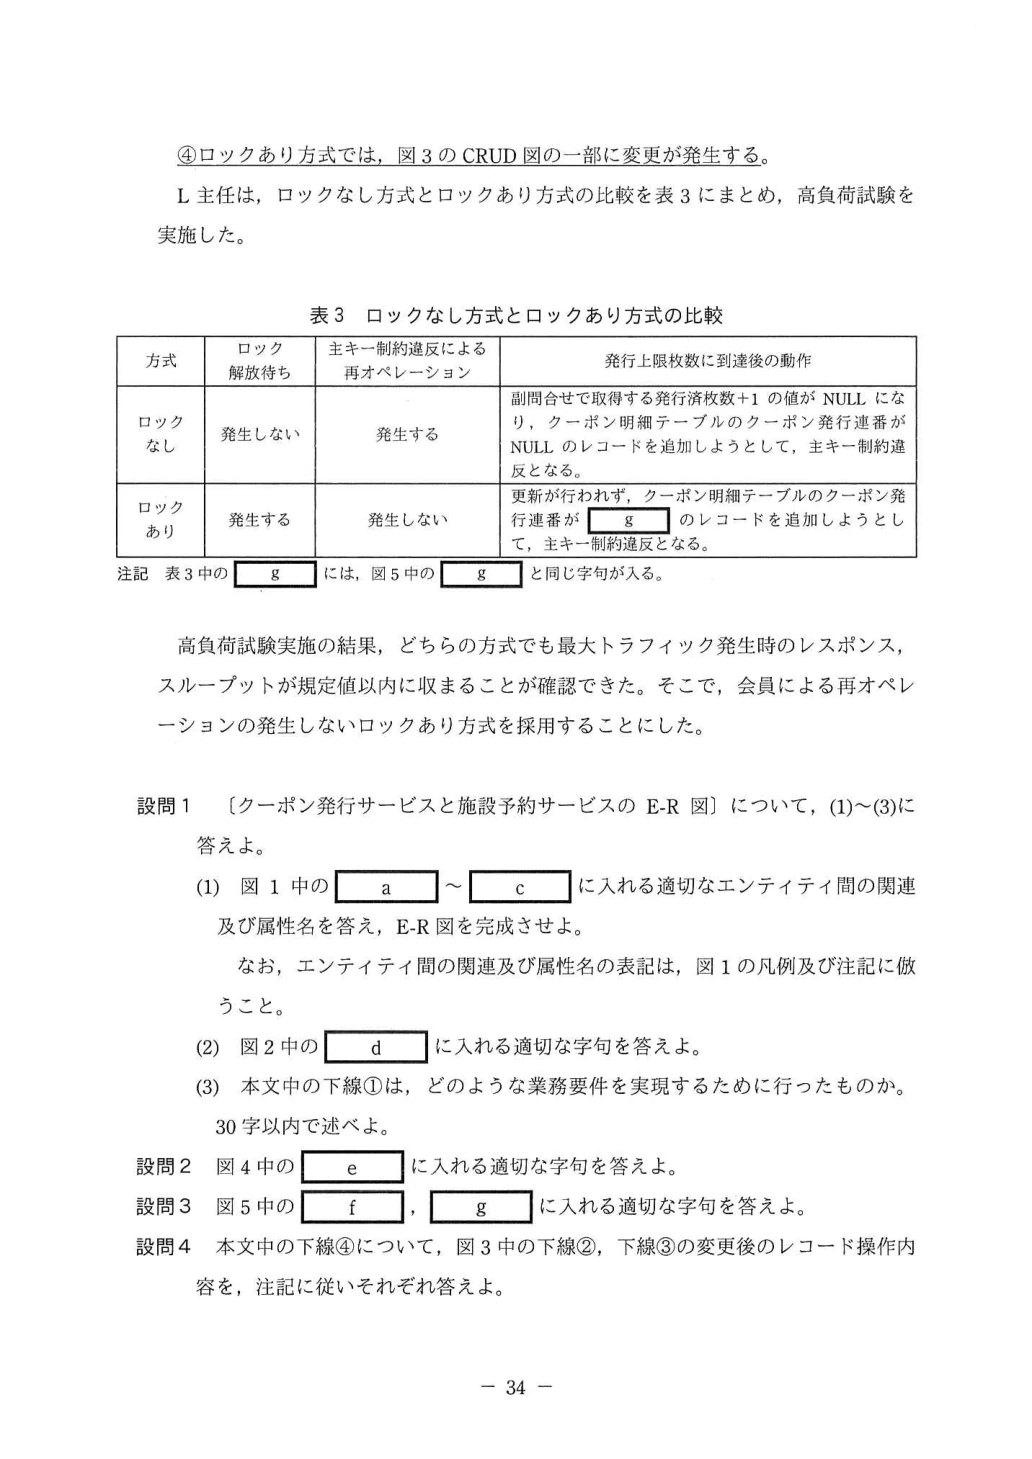 ④ロックあり方式では，図 3 の CRUD 図の一部に変更が発生する。
L 主任は，ロックなし方式とロックあり方式の比較を表 3 にまとめ，高負荷試験を
実施した。
表 3　ロックなし方式とロックあり方式の比較
方式
ロック
解放待ち
主キー制約違反による
再オペレーション
発行上限枚数に到達後の動作
ロック
なし
発生しない
発生する
副問合せで取得する発行済枚数+1 の値が NULL にな
り，クーポン明細テーブルのクーポン発行連番が
NULL のレコードを追加しようとして，主キー制約違
反となる。
ロック
あり
発生する
発生しない
更新が行われず，クーポン明細テーブルのクーポン発
行連番が g のレコードを追加しようとし
て，主キー制約違反となる。
注記　表 3 中の g には，図 5 中の g と同じ字句が入る。
高負荷試験実施の結果，どちらの方式でも最大トラフィック発生時のレスポンス，
スループットが規定値以内に収まることが確認できた。そこで，会員による再オペレ
ーションの発生しないロックあり方式を採用することにした。
設問 1　〔クーポン発行サービスと施設予約サービスの E-R 図〕について，(1)～(3)に
答えよ。
(1)　図 1 中の a ～ c に入れる適切なエンティティ間の関連
及び属性名を答え，E-R 図を完成させよ。
なお，エンティティ間の関連及び属性名の表記は，図 1 の凡例及び注記に倣
うこと。
(2)　図 2 中の d に入れる適切な字句を答えよ。
(3)　本文中の下線①は，どのような業務要件を実現するために行ったものか。
30 字以内で述べよ。
設問 2　図 4 中の e に入れる適切な字句を答えよ。
設問 3　図 5 中の f ， g に入れる適切な字句を答えよ。
設問 4　本文中の下線④について，図 3 中の下線②，下線③の変更後のレコード操作内
容を，注記に従いそれぞれ答えよ。
－ 34 －